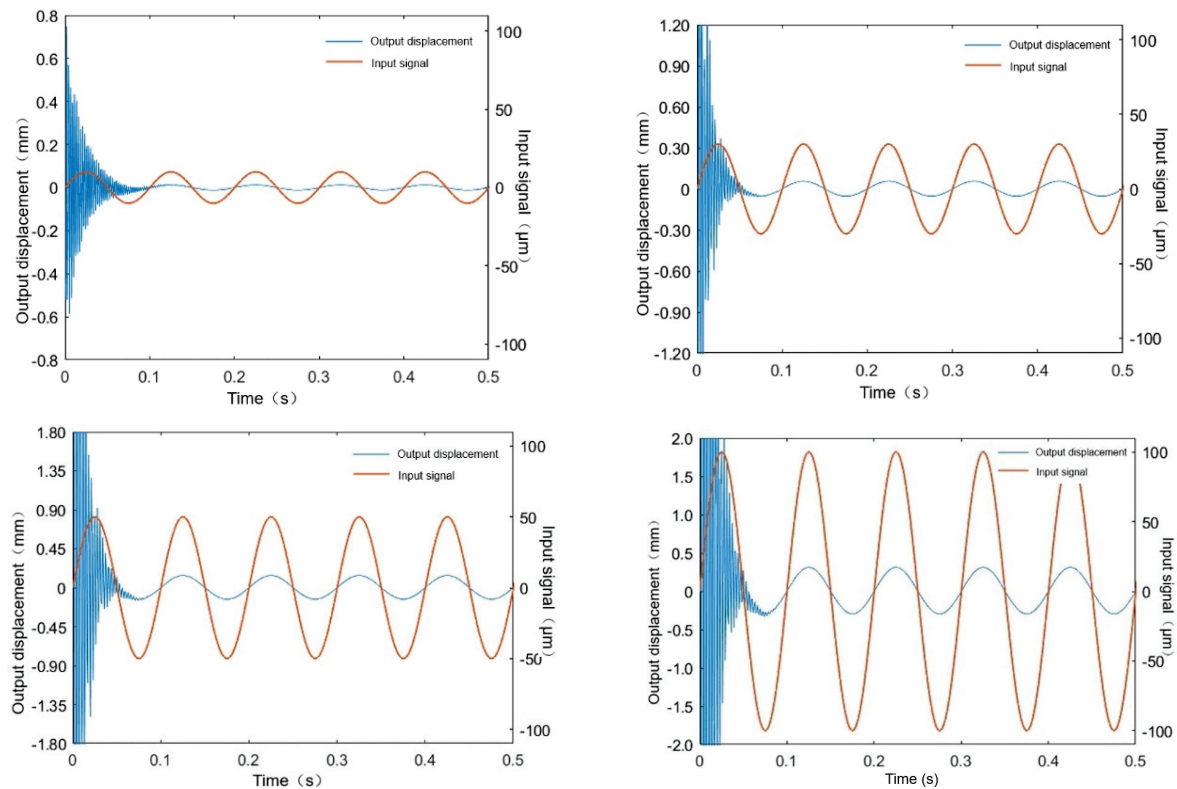 Output displacement（mm）
0.8
0.6
0.4
0.2
0
-0.2
-0.4
-0.6
-0.8
Output displacement
Input signal
100
50
0
-50
-100
Input signal（μm）
0 0.1 0.2 0.3 0.4 0.5
Time（s）
Output displacement（mm）
1.20
0.90
0.60
0.30
0
-0.30
-0.60
-0.90
-1.20
Output displacement
Input signal
100
50
0
-50
-100
Input signal（μm）
0 0.1 0.2 0.3 0.4 0.5
Time（s）
Output displacement（mm）
1.80
1.35
0.90
0.45
0
-0.45
-0.90
-1.35
-1.80
Output displacement
Input signal
100
50
0
-50
-100
Input signal（μm）
0 0.1 0.2 0.3 0.4 0.5
Time（s）
Output displacement（mm）
2.0
1.5
1.0
0.5
0
-0.5
-1.0
-1.5
-2.0
Output displacement
Input signal
100
50
0
-50
-100
Input signal（μm）
0 0.1 0.2 0.3 0.4 0.5
Time (s)